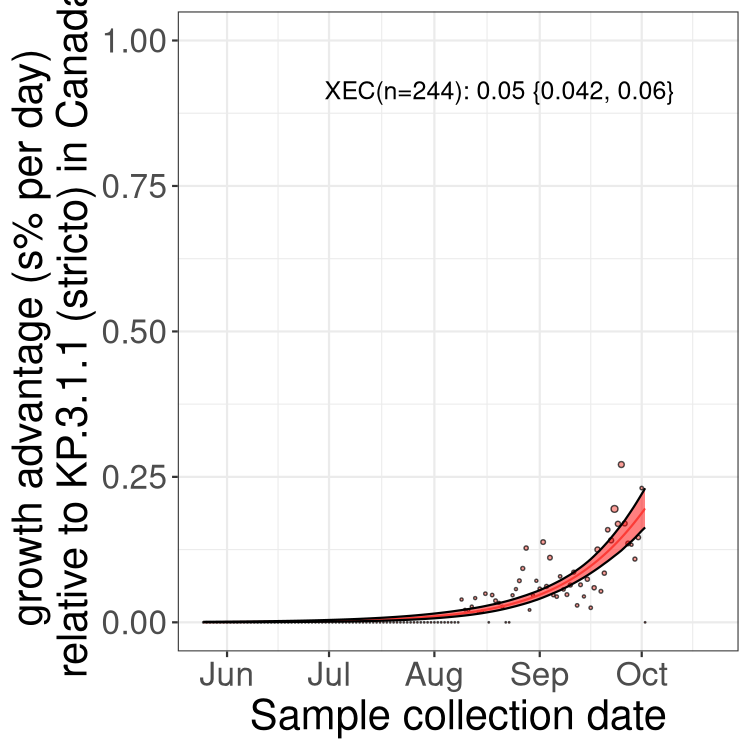 growth advantage (s% per day)
relative to KP.3.1.1 (stricto) in Canada
1.00
0.75
0.50
0.25
0.00
XEC(n=244): 0.05 {0.042, 0.06}
Jun Jul Aug Sep Oct
Sample collection date